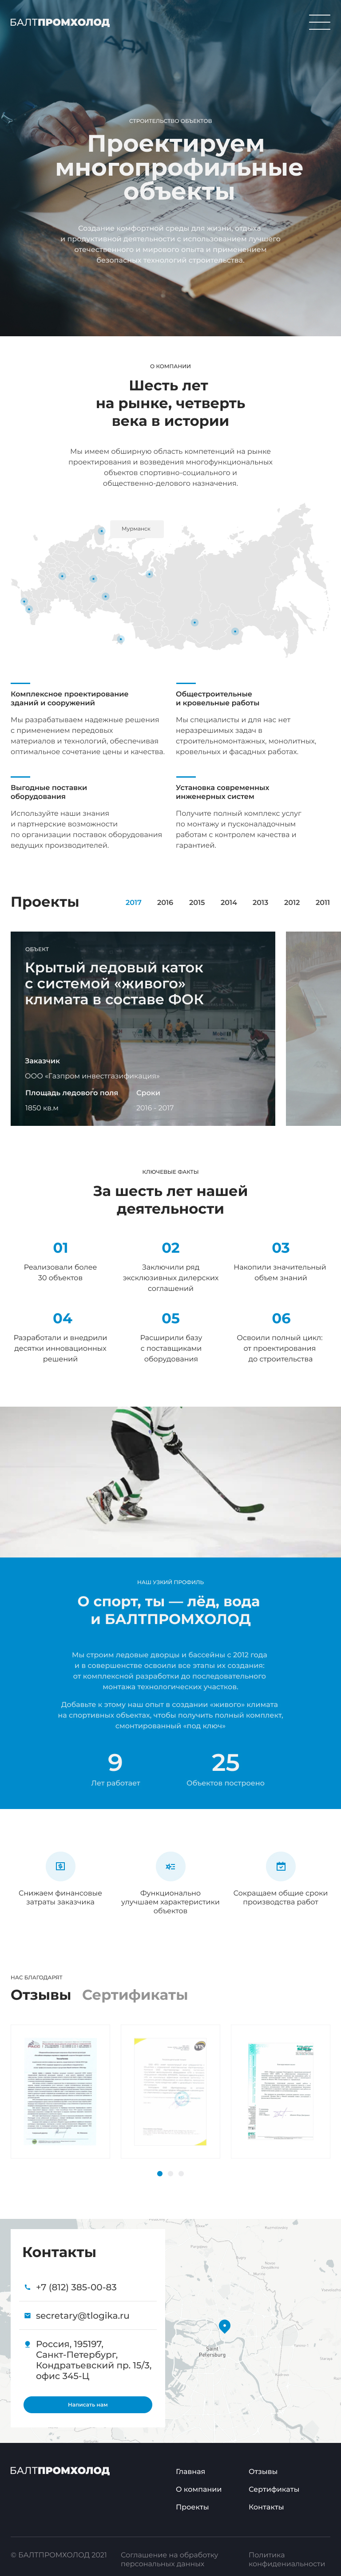 БАЛТПРОМХОЛОД
СТРОИТЕЛЬСТВО ОБЪЕКТОВ
Проектируем
многопрофильные
объекты
Создание комфортной среды для жизни, отдыха
и продуктивной деятельности с использованием лучшего
отечественного и мирового опыта и применением
безопасных технологий строительства.
О КОМПАНИИ
Шесть лет
на рынке, четверть
века в истории
Мы имеем обширную область компетенций на рынке
проектирования и возведения многофункциональных
объектов спортивно-социального и
общественно-делового назначения.
Мурманск
Комплексное проектирование
зданий и сооружений
Мы разрабатываем надежные решения
с применением передовых
материалов и технологий, обеспечивая
оптимальное сочетание цены и качества.
Общестроительные
и кровельные работы
Мы специалисты и для нас нет
неразрешимых задач в
строительномонтажных, монолитных,
кровельных и фасадных работах.
Выгодные поставки
оборудования
Используйте наши знания
и партнерские возможности
по организации поставок оборудования
ведущих производителей.
Установка современных
инженерных систем
Получите полный комплекс услуг
по монтажу и пусконаладочным
работам с контролем качества и
гарантией.
Проекты
2017 2016 2015 2014 2013 2012 2011
ОБЪЕКТ
Крытый ледовый каток
с системой «живого»
климата в составе ФОК
Заказчик
ООО «Газпром инвестгазификация»
Площадь ледового поля
1850 кв.м
Сроки
2016 - 2017
КЛЮЧЕВЫЕ ФАКТЫ
За шесть лет нашей
деятельности
01
Реализовали более
30 объектов
02
Заключили ряд
эксклюзивных дилерских
соглашений
03
Накопили значительный
объем знаний
04
Разработали и внедрили
десятки инновационных
решений
05
Расширили базу
с поставщиками
оборудования
06
Освоили полный цикл:
от проектирования
до строительства
НАШ УЗКИЙ ПРОФИЛЬ
О спорт, ты — лёд, вода
и БАЛТПРОМХОЛОД
Мы строим ледовые дворцы и бассейны с 2012 года
и в совершенстве освоили все этапы их создания:
от комплексной разработки до последовательного
монтажа технологических участков.
Добавьте к этому наш опыт в создании «живого» климата
на спортивных объектах, чтобы получить полный комплект,
смонтированный «под ключ»
9
Лет работает
25
Объектов построено
Снижаем финансовые
затраты заказчика
Функционально
улучшаем характеристики
объектов
Сокращаем общие сроки
производства работ
НАС БЛАГОДАРЯТ
Отзывы Сертификаты
Контакты
+7 (812) 385-00-83
secretary@tlogika.ru
Россия, 195197,
Санкт-Петербург,
Кондратьевский пр. 15/3,
офис 345-Ц
Написать нам
Saint
Petersburg
БАЛТПРОМХОЛОД
Главная
О компании
Проекты
Отзывы
Сертификаты
Контакты
© БАЛТПРОМХОЛОД 2021
Соглашение на обработку
персональных данных
Политика
конфиденциальности